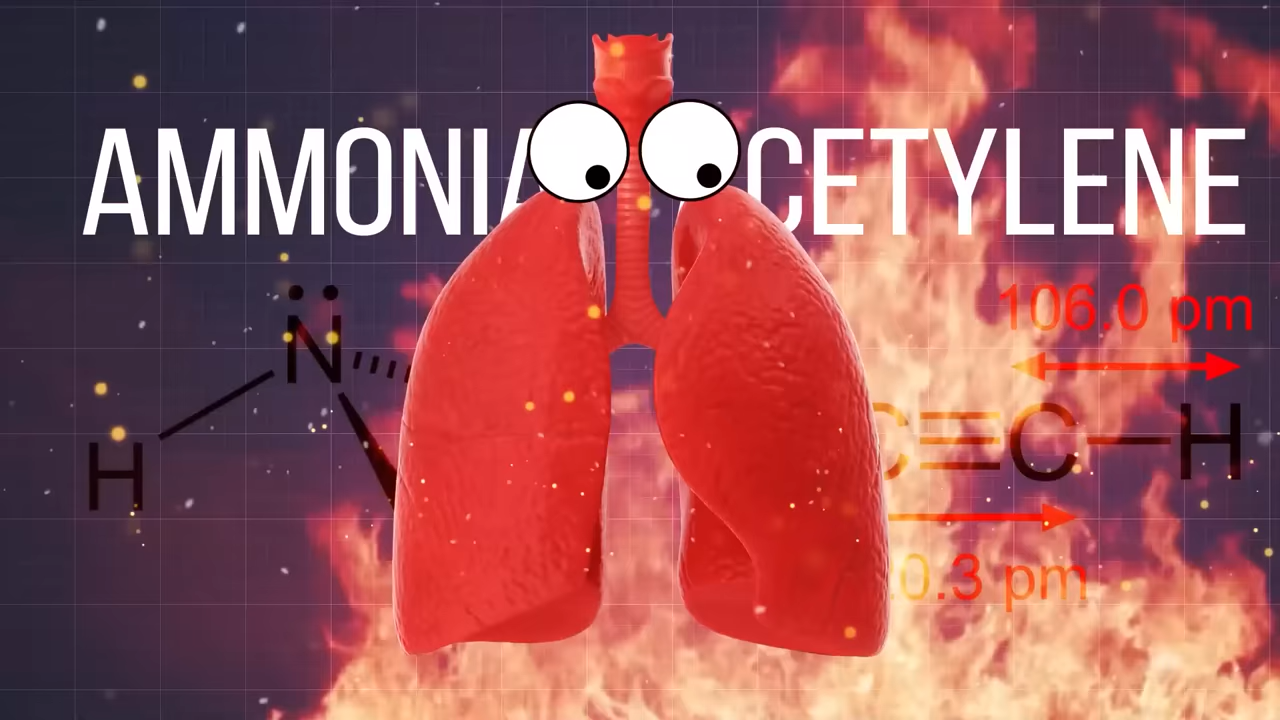 AMMONIA CETYLENE
106.0 pm
N
H
C≡C—H
0.3 pm